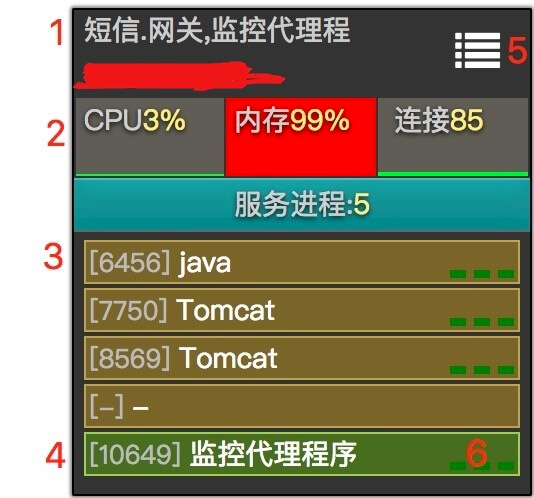 1 短信.网关,监控代理程
5
2 CPU3% 内存99% 连接85
服务进程:5
3 [6456] java
[7750] Tomcat
[8569] Tomcat
[–] –
4 [10649] 监控代理程序 6